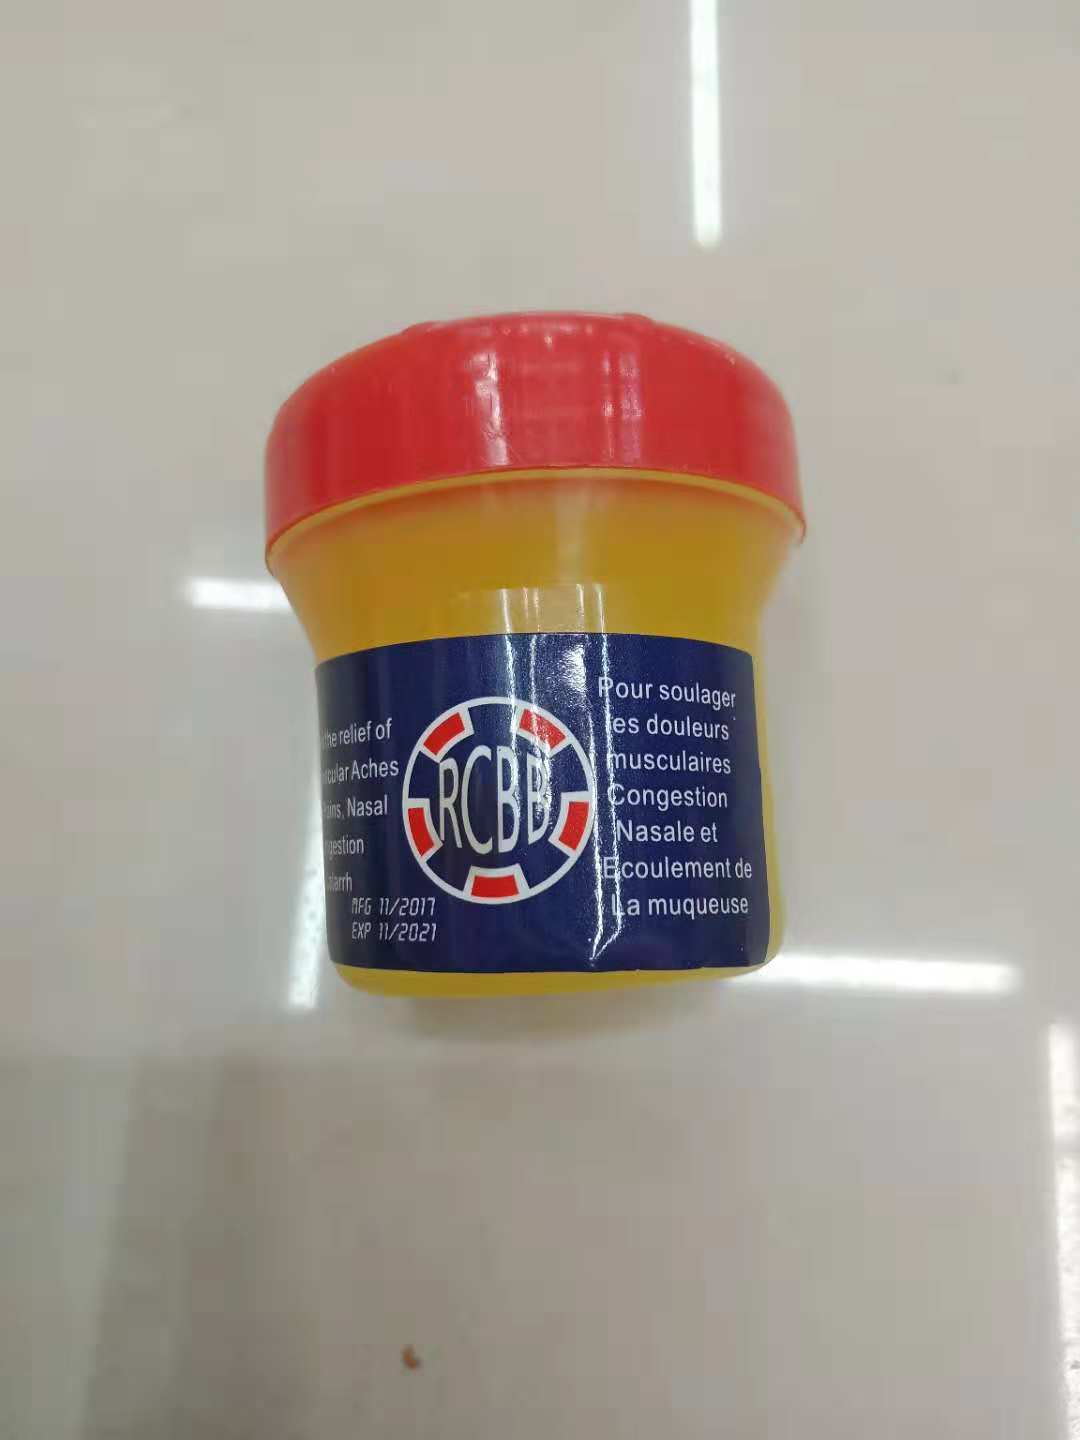 the relief of
Aches
Nasal
MFG 11/2017
EXP 11/2021
RCBB
Pour soulager
les douleurs
musculaires
Congestion
Nasale et
Ecoulement de
La muqueuse